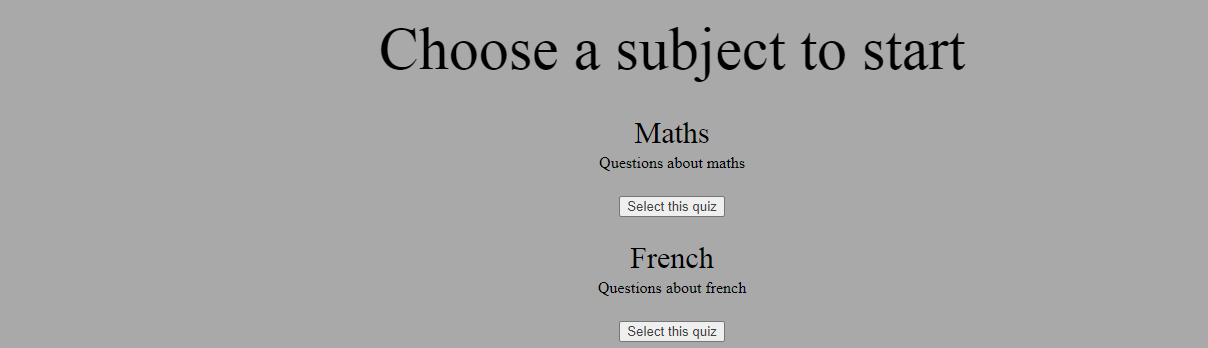 Choose a subject to start
Maths
Questions about maths
Select this quiz
French
Questions about french
Select this quiz